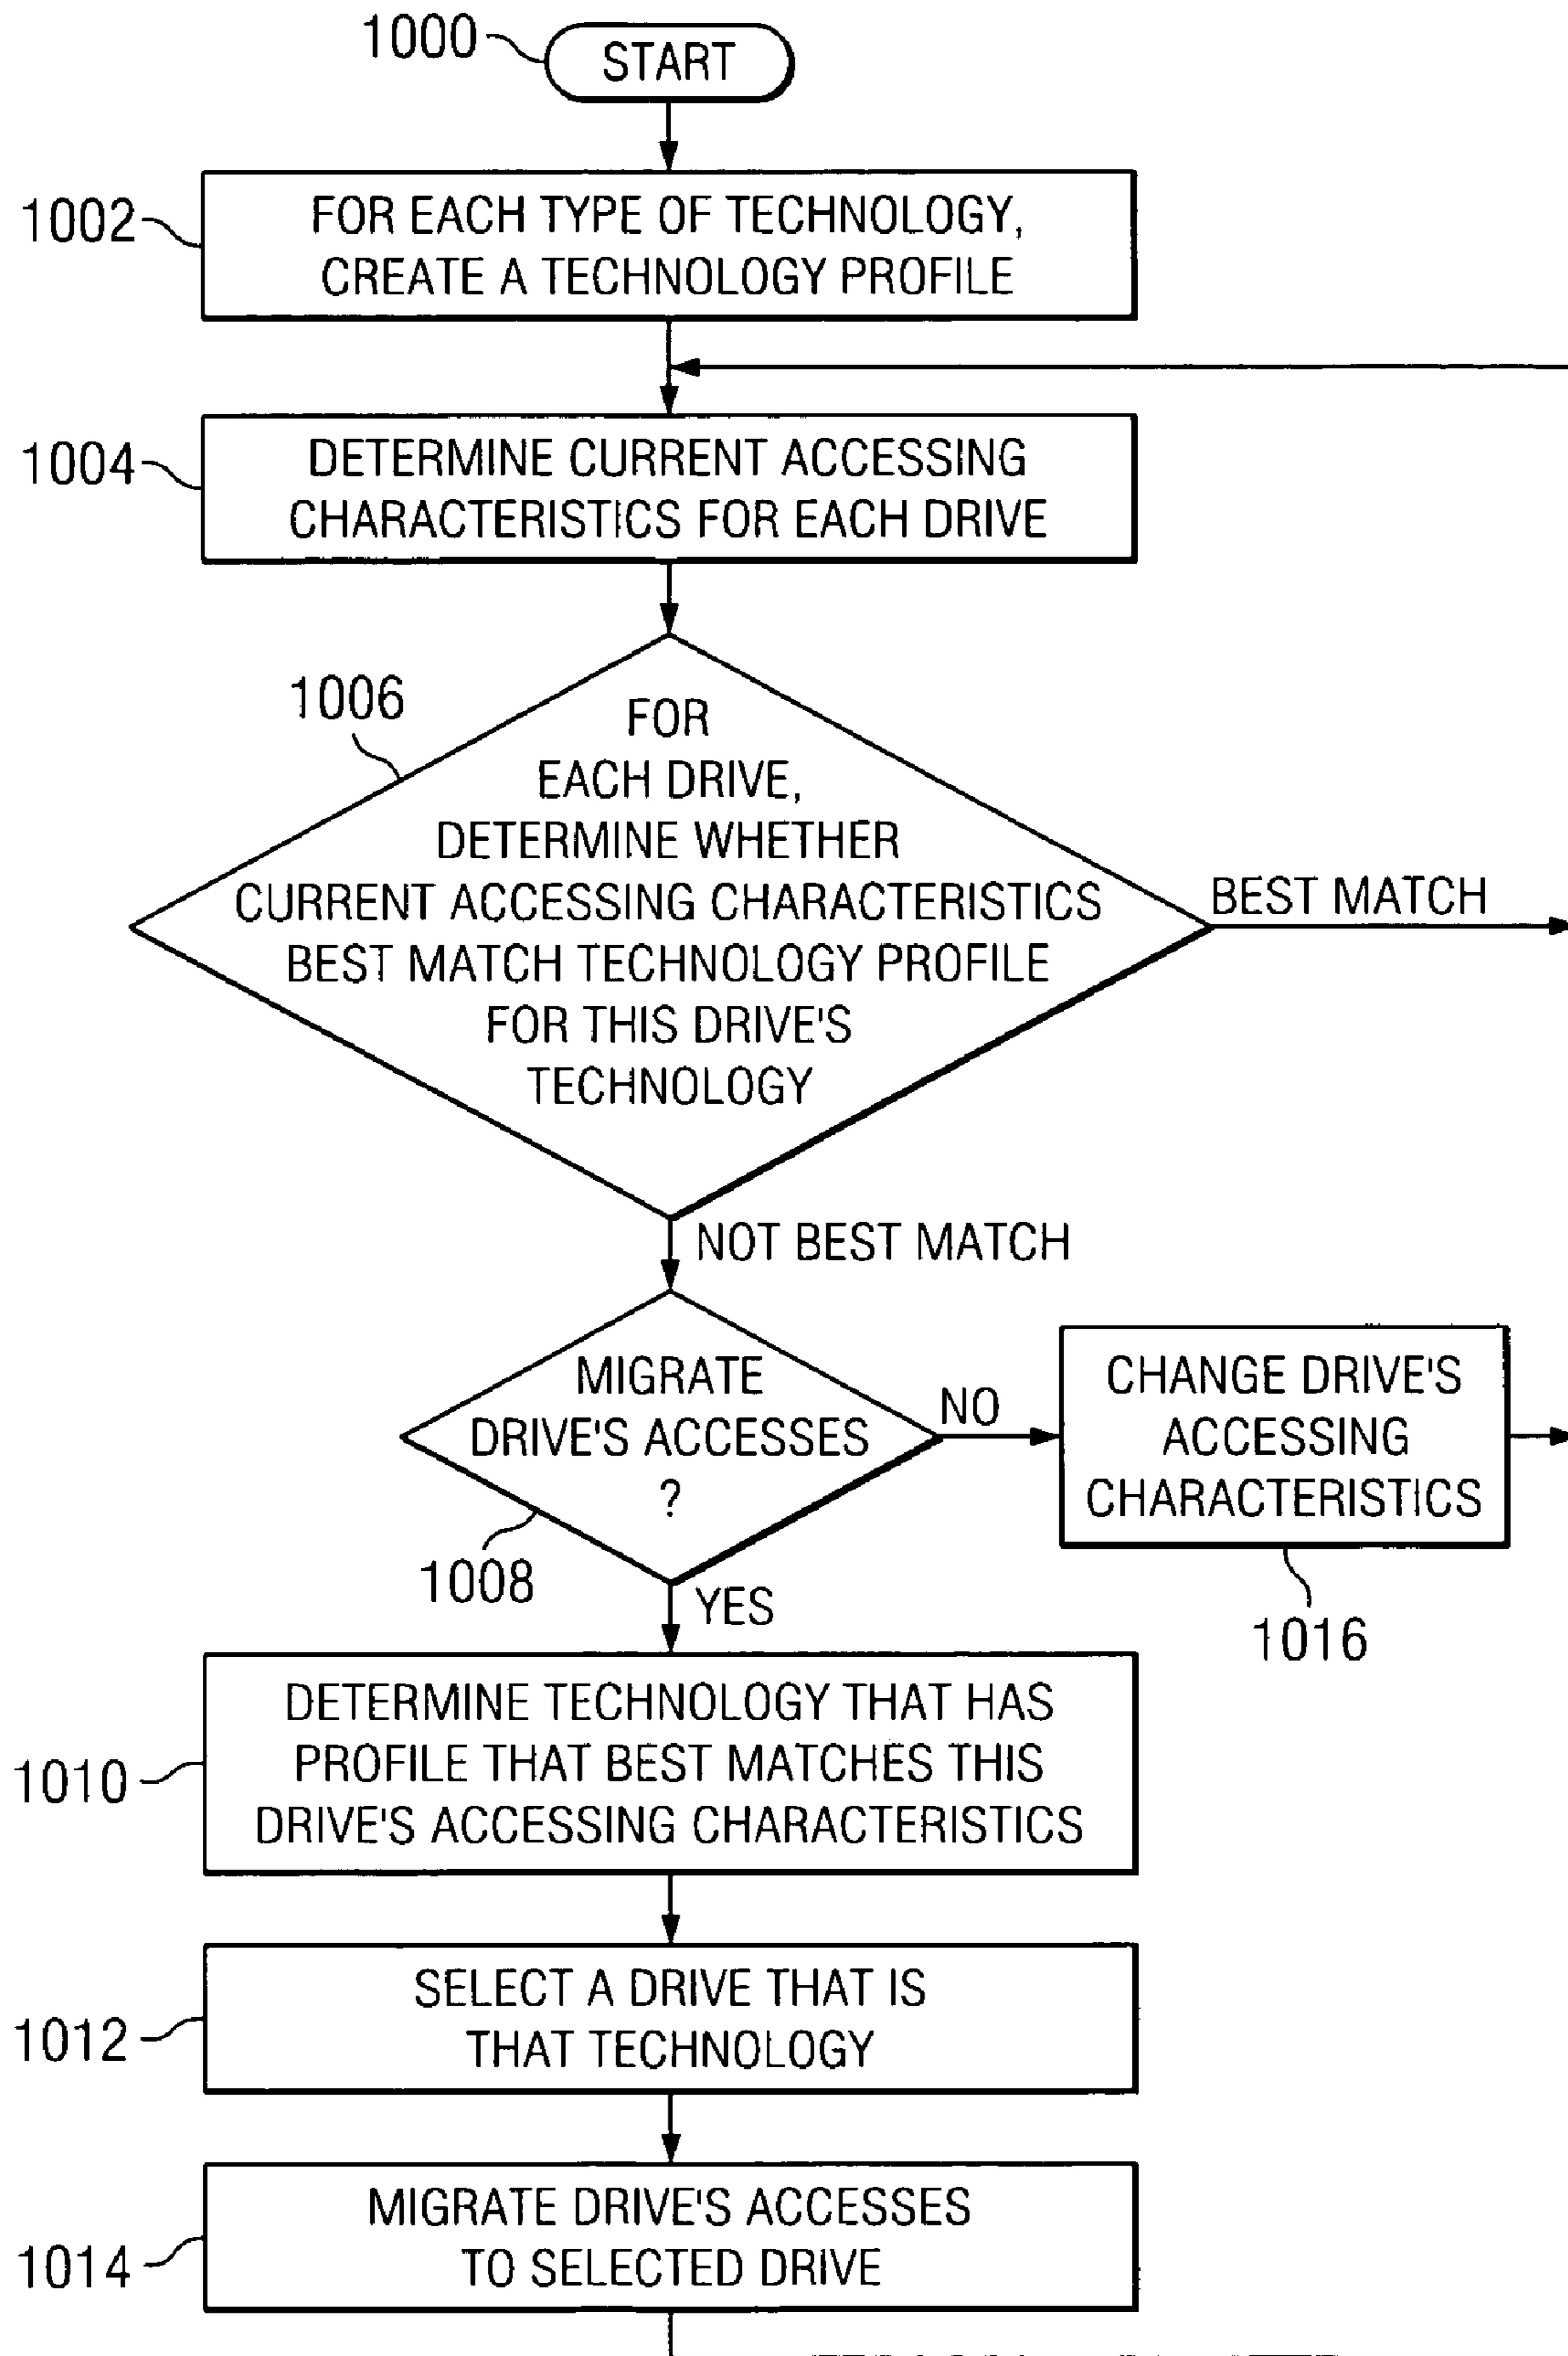 1000
START
1002
FOR EACH TYPE OF TECHNOLOGY,
CREATE A TECHNOLOGY PROFILE
1004
DETERMINE CURRENT ACCESSING
CHARACTERISTICS FOR EACH DRIVE
1006
FOR
EACH DRIVE,
DETERMINE WHETHER
CURRENT ACCESSING CHARACTERISTICS
BEST MATCH TECHNOLOGY PROFILE
FOR THIS DRIVE'S
TECHNOLOGY
BEST MATCH
NOT BEST MATCH
MIGRATE
DRIVE'S ACCESSES
?
1008
NO
CHANGE DRIVE'S
ACCESSING
CHARACTERISTICS
1016
YES
1010
DETERMINE TECHNOLOGY THAT HAS
PROFILE THAT BEST MATCHES THIS
DRIVE'S ACCESSING CHARACTERISTICS
1012
SELECT A DRIVE THAT IS
THAT TECHNOLOGY
1014
MIGRATE DRIVE'S ACCESSES
TO SELECTED DRIVE